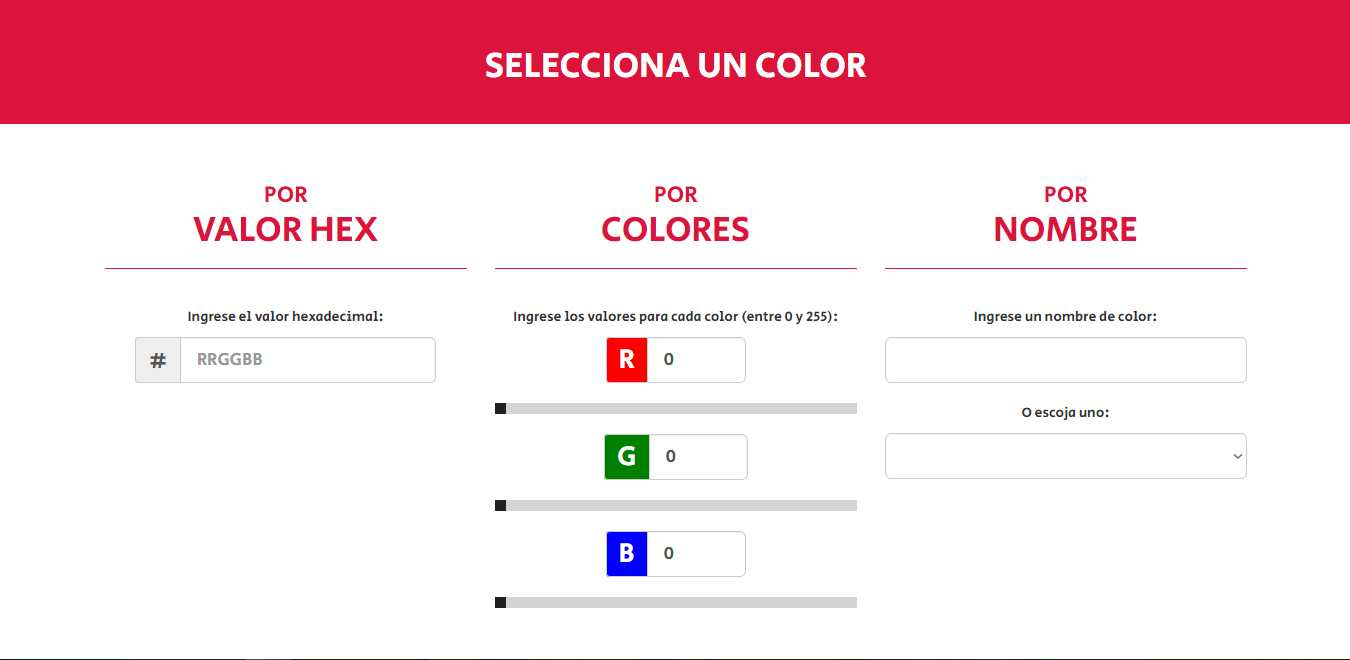 SELECCIONA UN COLOR
POR
VALOR HEX
Ingrese el valor hexadecimal:
# RRGGBB
POR
COLORES
Ingrese los valores para cada color (entre 0 y 255):
R 0
G 0
B 0
POR
NOMBRE
Ingrese un nombre de color:
O escoja uno: